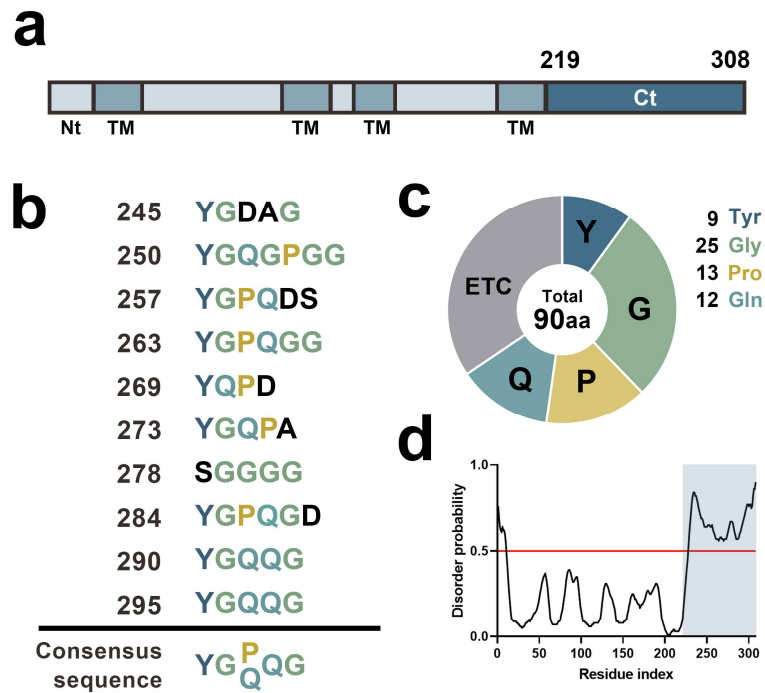 a
219 308
Ct
Nt TM TM TM TM
b
245 YGDAG
250 YGQGPGG
257 YGPQDS
263 YGPQGG
269 YQPD
273 YGQPA
278 SGGGG
284 YGPQGD
290 YGQQG
295 YGQQG
Consensus
sequence
YG P QG
Q
c
Y
G
P
Q
ETC
Total
90aa
9 Tyr
25 Gly
13 Pro
12 Gln
d
Disorder probability
1.0
0.5
0.0
0 50 100 150 200 250 300
Residue index